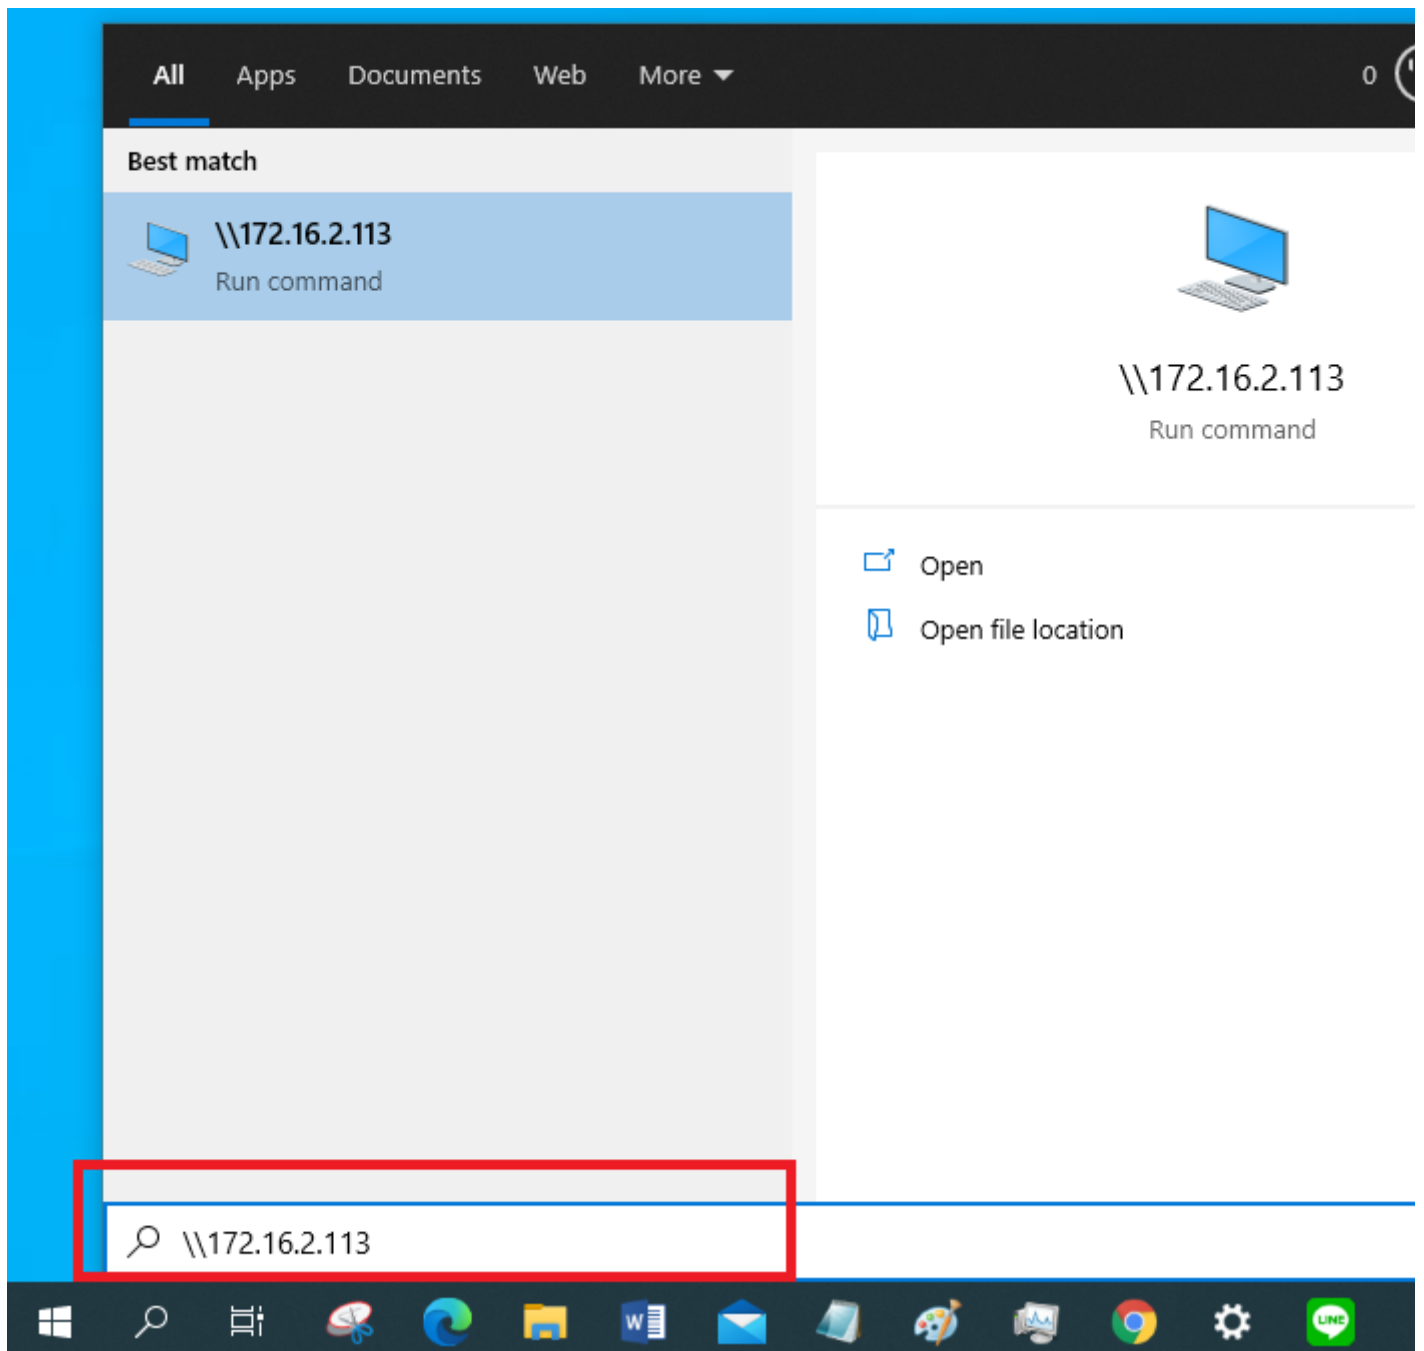 All Apps Documents Web More 0
Best match
\\172.16.2.113
Run command
\\172.16.2.113
Run command
Open
Open file location
\\172.16.2.113
W
LINE